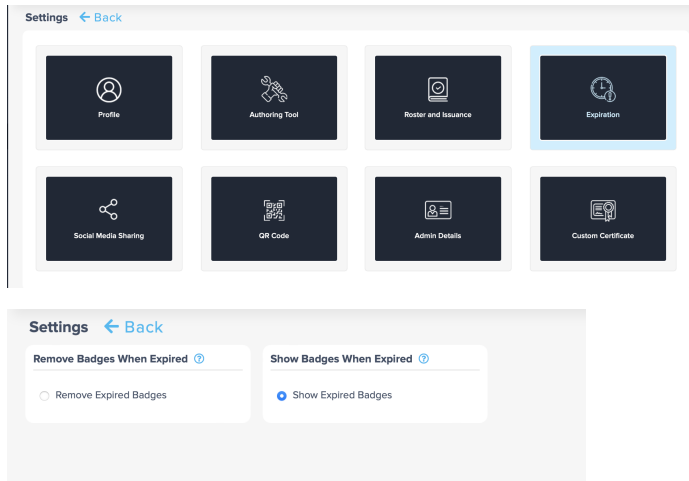 Settings ← Back
Profile
Authoring Tool
Roster and Issuance
Expiration
Social Media Sharing
QR Code
Admin Details
Custom Certificate
Settings ← Back
Remove Badges When Expired ?
Show Badges When Expired ?
Remove Expired Badges
Show Expired Badges